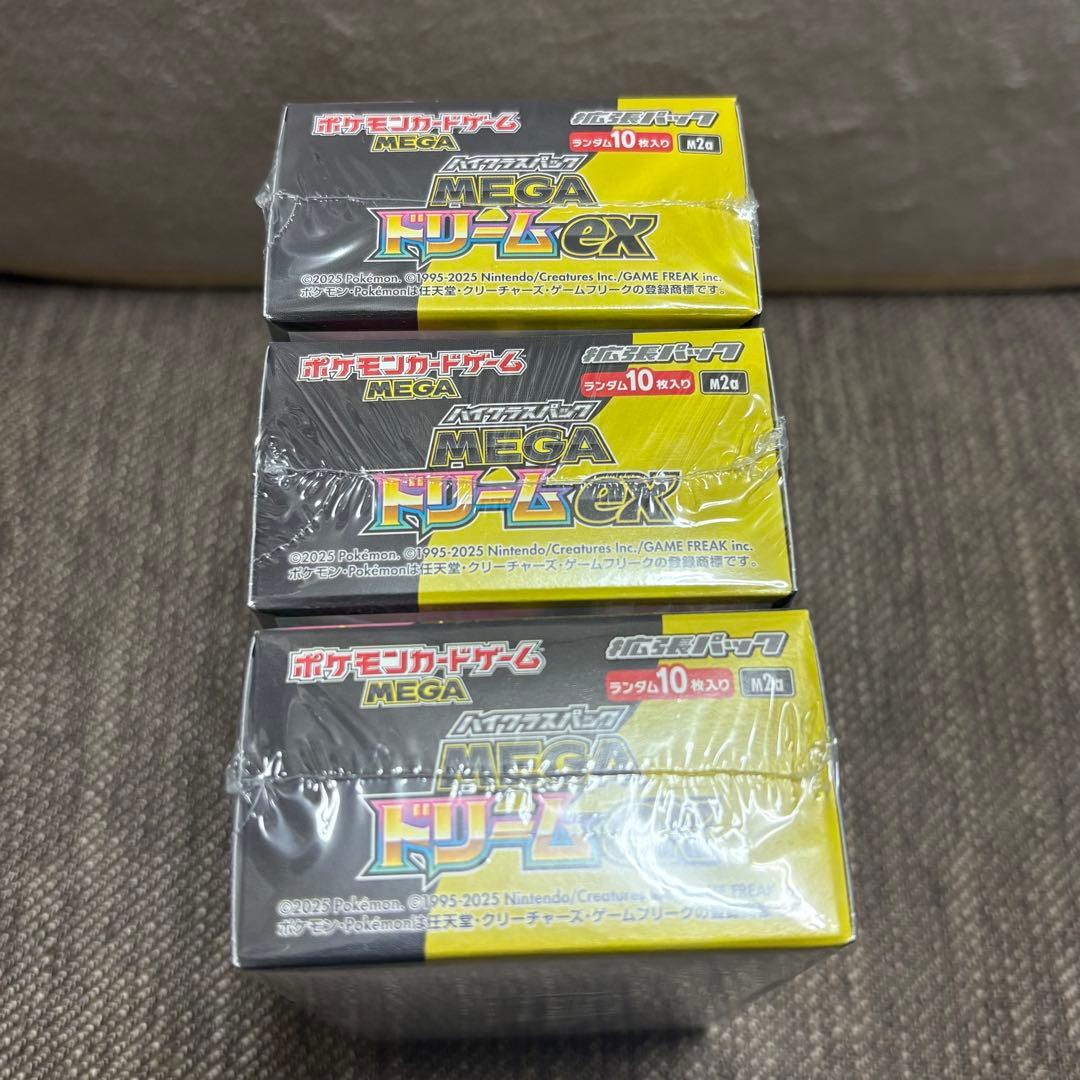 ポケモンカードゲーム
MEGA
拡張パック
ランダム10枚入り M2a
ハイクラスパック
MEGA
ドリームex
©2025 Pokémon. ©1995-2025 Nintendo/Creatures Inc./GAME FREAK inc.
ポケモン・Pokémonは任天堂・クリーチャーズ・ゲームフリークの登録商標です。
ポケモンカードゲーム
MEGA
拡張パック
ランダム10枚入り M2a
ハイクラスパック
MEGA
ドリームex
©2025 Pokémon. ©1995-2025 Nintendo/Creatures Inc./GAME FREAK inc.
ポケモン・Pokémonは任天堂・クリーチャーズ・ゲームフリークの登録商標です。
ポケモンカードゲーム
MEGA
拡張パック
ランダム10枚入り M2a
ハイクラスパック
MEGA
ドリームex
©2025 Pokémon. ©1995-2025 Nintendo/Creatures GAME FREAK
ポケモン・Pokémonは任天堂・クリーチャーズ・ゲームフリークの登録商標